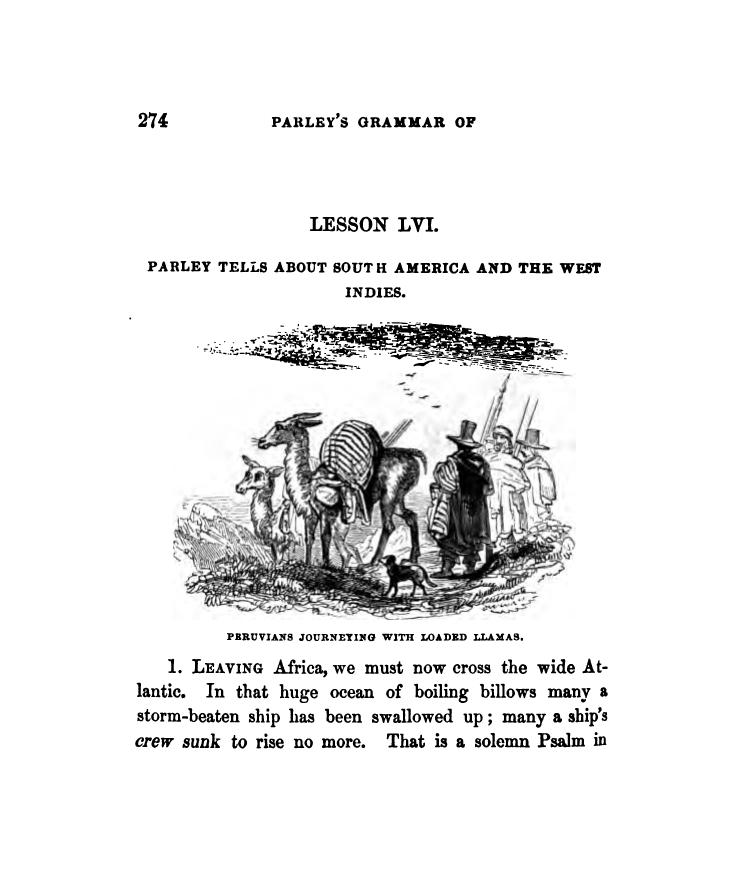 274 PARLEY'S GRAMMAR OF
LESSON LVI.
PARLEY TELLS ABOUT SOUTH AMERICA AND THE WEST
INDIES.
PERUVIANS JOURNEYING WITH LOADED LLAMAS.
1. LEAVING Africa, we must now cross the wide At-
lantic. In that huge ocean of boiling billows many a
storm-beaten ship has been swallowed up; many a ship's
crew sunk to rise no more. That is a solemn Psalm in